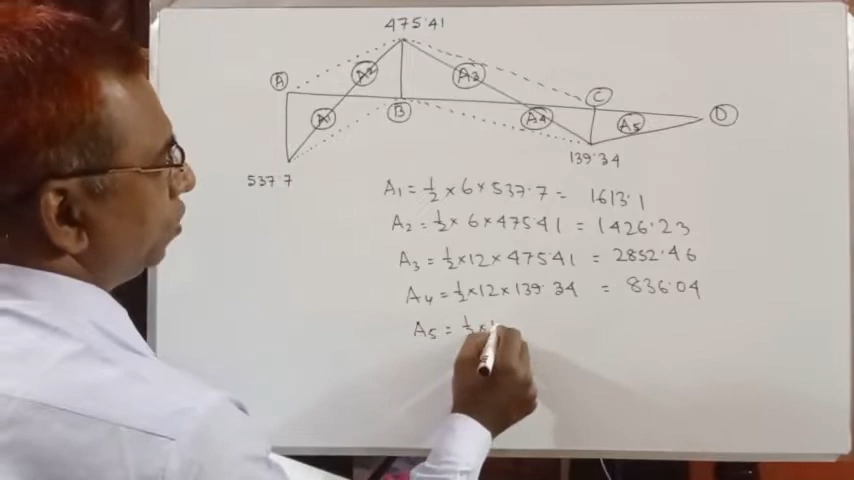 475.41
A
A2
A3
C
A1
B
A4
A5
D
537.7
139.34
A1 = 1/2 × 6 × 537.7 = 1613.1
A2 = 1/2 × 6 × 475.41 = 1426.23
A3 = 1/2 × 12 × 475.41 = 2852.46
A4 = 1/2 × 12 × 139.34 = 836.04
A5 = 1/2 ×